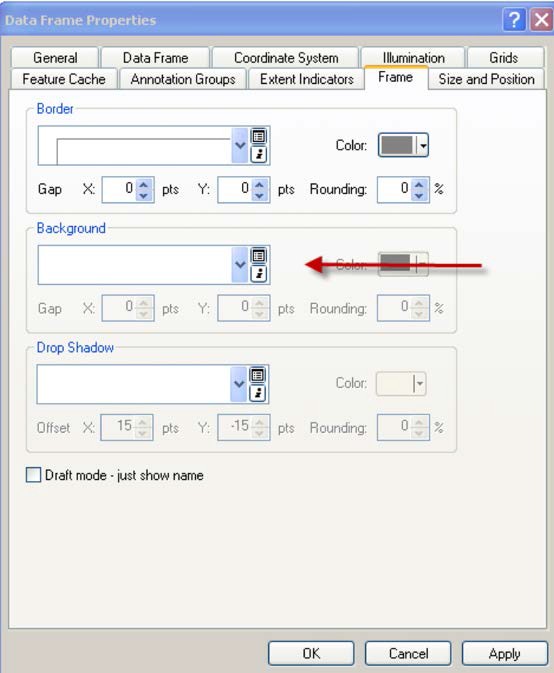 Data Frame Properties
General Data Frame Coordinate System Illumination Grids
Feature Cache Annotation Groups Extent Indicators Frame Size and Position
Border
Color:
Gap X: 0 pts Y: 0 pts Rounding: 0 %
Background
Color:
Gap X: 0 pts Y: 0 pts Rounding: 0 %
Drop Shadow
Color:
Offset X: 15 pts Y: -15 pts Rounding: 0 %
Draft mode - just show name
OK Cancel Apply